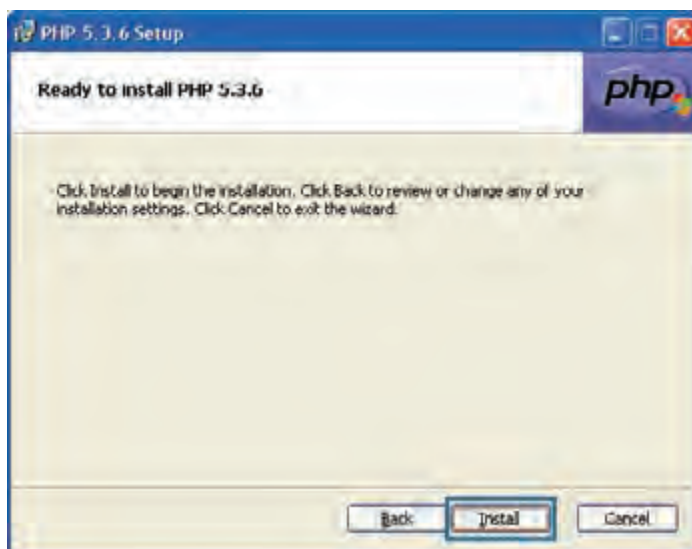 PHP 5.3.6 Setup
Ready to install PHP 5.3.6
php
Click Install to begin the installation. Click Back to review or change any of your
installation settings. Click Cancel to exit the wizard.
Back
Install
Cancel